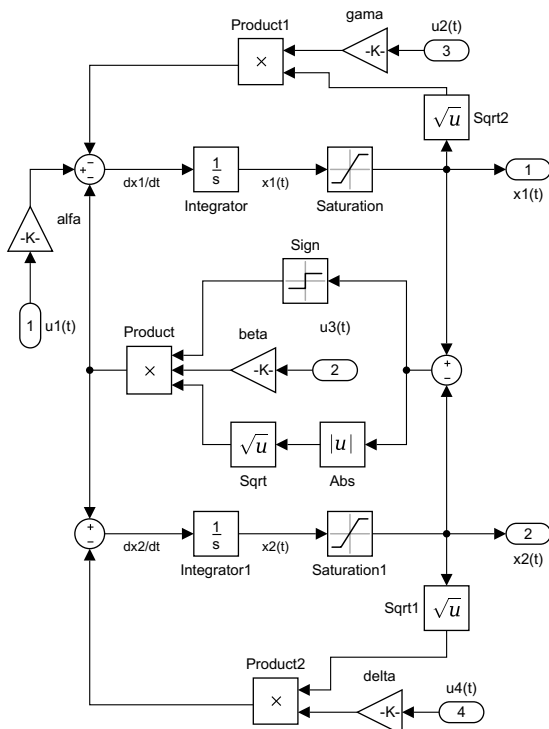 gama
u2(t)
Product1
×
-K-
3
√u
Sqrt2
+
−
−
dx1/dt
1
s
x1(t)
1
Integrator
Saturation
x1(t)
alfa
-K-
Sign
1
u1(t)
Product
beta
u3(t)
×
-K-
2
+
−
√u
|u|
Sqrt
Abs
+
−
dx2/dt
1
s
x2(t)
2
Integrator1
Saturation1
x2(t)
Sqrt1
√u
Product2
delta
u4(t)
×
-K-
4